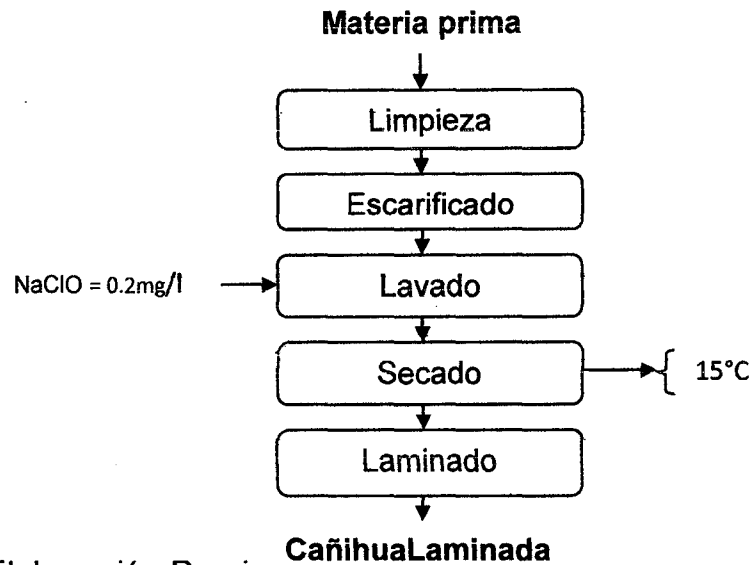 Materia prima
Limpieza
Escarificado
NaClO = 0.2mg/l
Lavado
Secado
15°C
Laminado
CañihuaLaminada